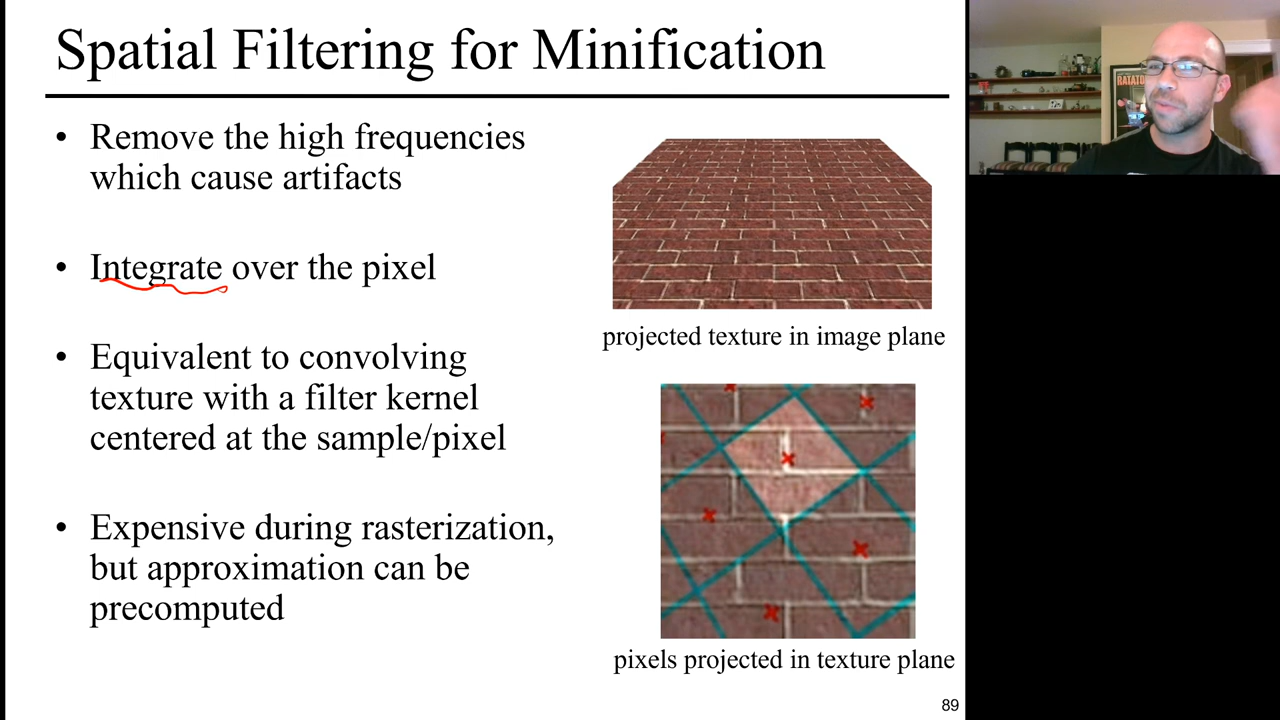 Spatial Filtering for Minification
• Remove the high frequencies
which cause artifacts
• Integrate over the pixel
• Equivalent to convolving
texture with a filter kernel
centered at the sample/pixel
• Expensive during rasterization,
but approximation can be
precomputed
projected texture in image plane
pixels projected in texture plane
89